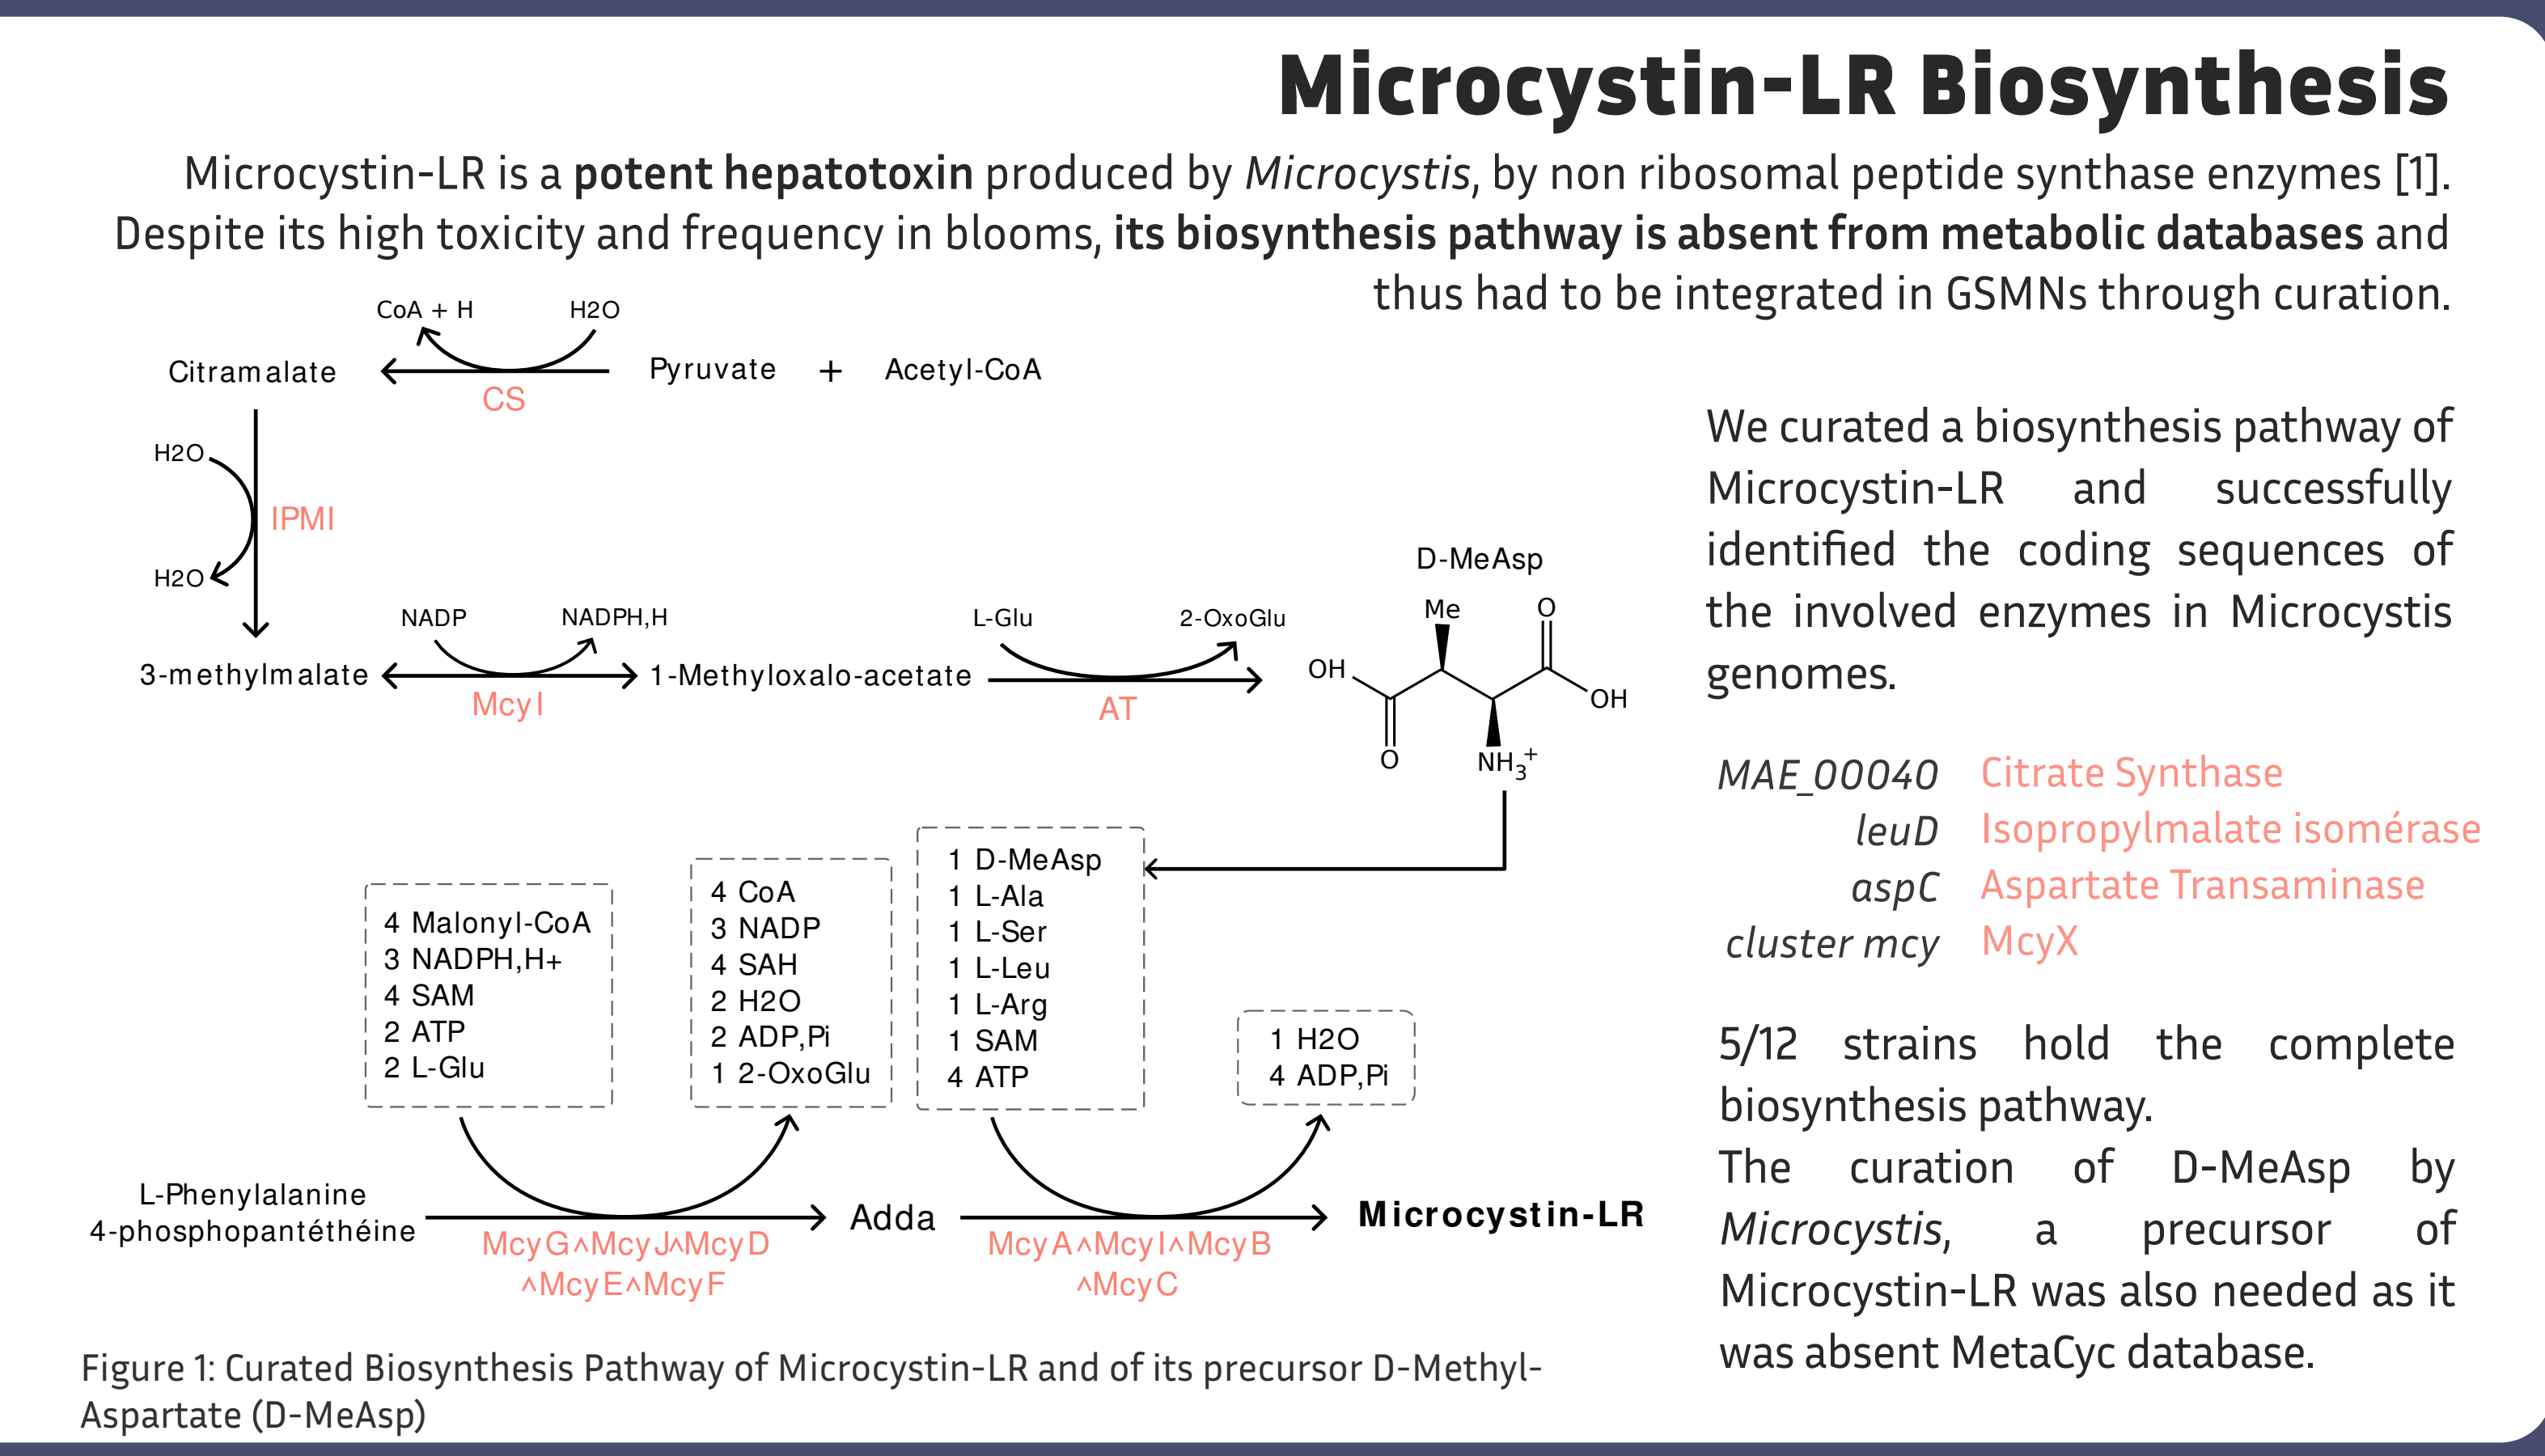 Microcystin-LR Biosynthesis
Microcystin-LR is a potent hepatotoxin produced by Microcystis, by non ribosomal peptide synthase enzymes [1].
Despite its high toxicity and frequency in blooms, its biosynthesis pathway is absent from metabolic databases and
thus had to be integrated in GSMNs through curation.
CoA + H
H2O
Citramalate
Pyruvate + Acetyl-CoA
CS
H2O
IPMI
H2O
NADP
NADPH,H
L-Glu
2-OxoGlu
3-methylmalate
1-Methyloxalo-acetate
McyI
AT
D-MeAsp
Me
O
OH
OH
O
NH3+
4 Malonyl-CoA
3 NADPH,H+
4 SAM
2 ATP
2 L-Glu
4 CoA
3 NADP
4 SAH
2 H2O
2 ADP,Pi
1 2-OxoGlu
1 D-MeAsp
1 L-Ala
1 L-Ser
1 L-Leu
1 L-Arg
1 SAM
4 ATP
1 H2O
4 ADP,Pi
L-Phenylalanine
4-phosphopantéthéine
Adda
Microcystin-LR
McyG^McyJ^McyD
^McyE^McyF
McyA^McyI^McyB
^McyC
Figure 1: Curated Biosynthesis Pathway of Microcystin-LR and of its precursor D-Methyl-
Aspartate (D-MeAsp)
We curated a biosynthesis pathway of
Microcystin-LR and successfully
identified the coding sequences of
the involved enzymes in Microcystis
genomes.
MAE_00040 Citrate Synthase
leuD Isopropylmalate isomérase
aspC Aspartate Transaminase
cluster mcy McyX
5/12 strains hold the complete
biosynthesis pathway.
The curation of D-MeAsp by
Microcystis, a precursor of
Microcystin-LR was also needed as it
was absent MetaCyc database.